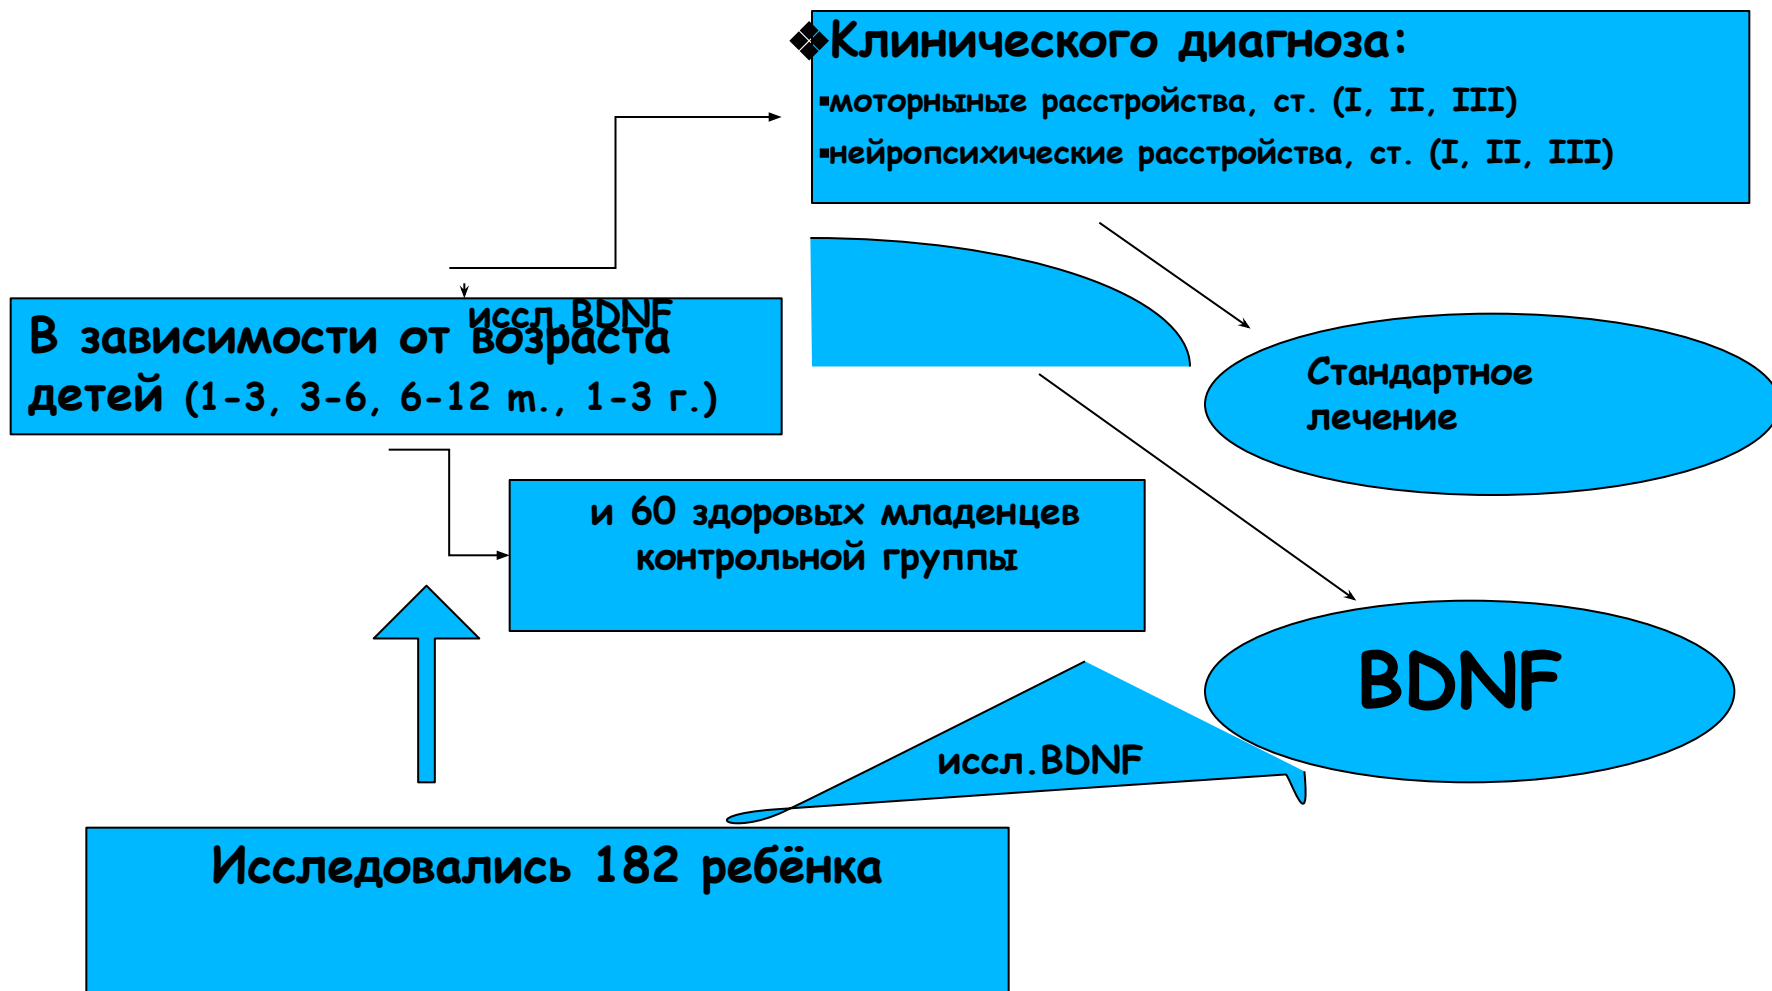 ❖Клинического диагноза:
▪моторныные расстройства, ст. (I, II, III)
▪нейропсихические расстройства, ст. (I, II, III)
иссл.BDNF
В зависимости от возраста
детей (1-3, 3-6, 6-12 m., 1-3 г.)
Стандартное
лечение
и 60 здоровых младенцев
контрольной группы
BDNF
иссл.BDNF
Исследовались 182 ребёнка